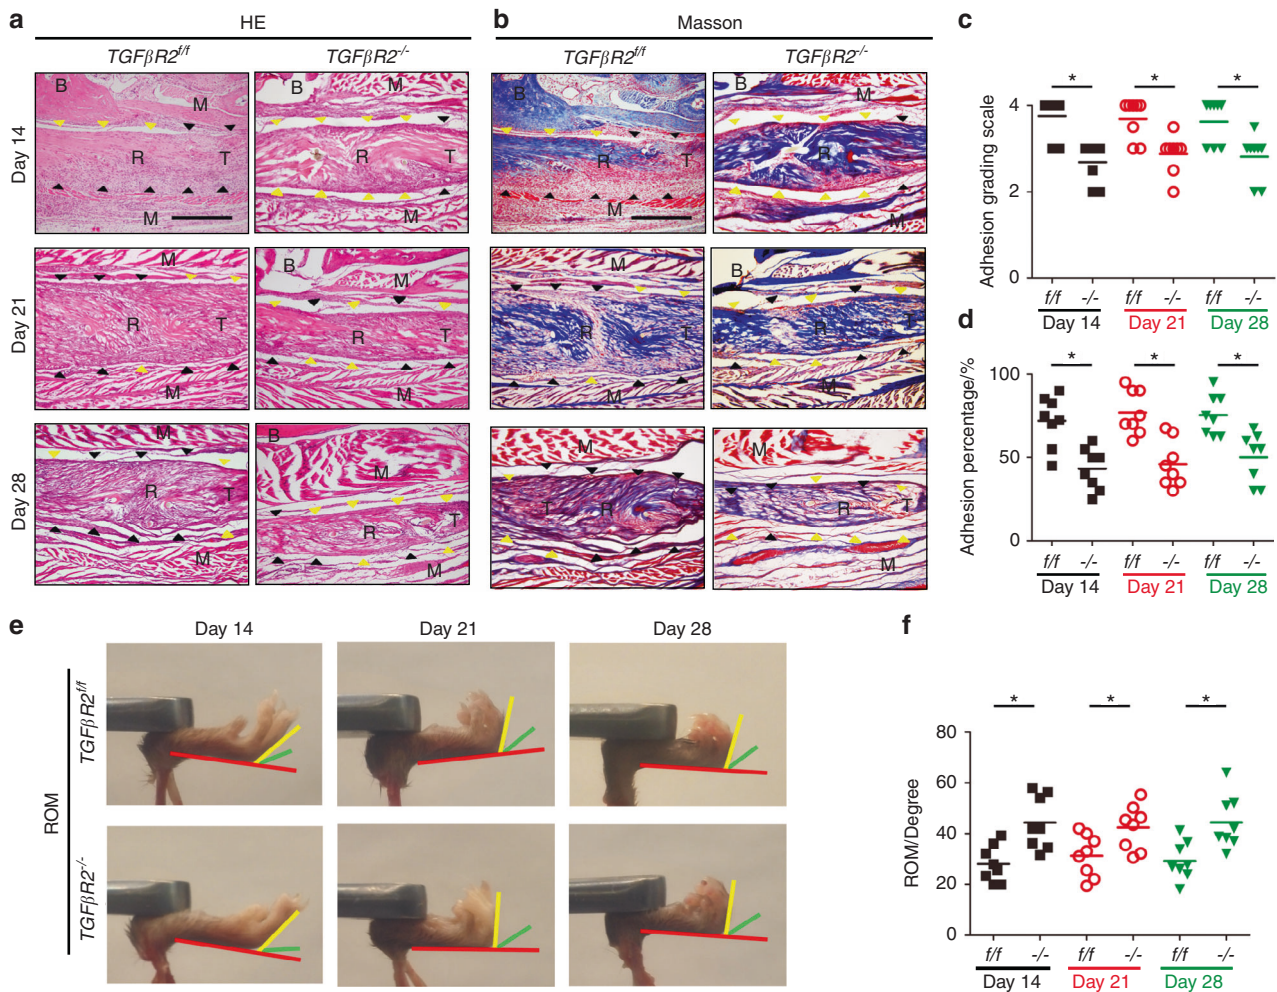 a
HE
TGFβR2f/f
TGFβR2-/-
Day 14
B
M
R
T
M
B
M
R
T
M
Day 21
M
R
T
M
B
M
R
T
M
Day 28
M
R
T
M
B
M
R
T
M
b
Masson
TGFβR2f/f
TGFβR2-/-
B
M
R
T
M
B
M
R
T
M
M
R
T
M
B
M
R
T
M
M
T
R
M
M
R
T
M
c
Adhesion grading scale
4
2
0
* * *
f/f -/- f/f -/- f/f -/-
Day 14 Day 21 Day 28
d
Adhesion percentage/%
100
50
0
* * *
f/f -/- f/f -/- f/f -/-
Day 14 Day 21 Day 28
e
Day 14 Day 21 Day 28
ROM
TGFβR2f/f
TGFβR2-/-
f
ROM/Degree
80
60
40
20
0
* * *
f/f -/- f/f -/- f/f -/-
Day 14 Day 21 Day 28